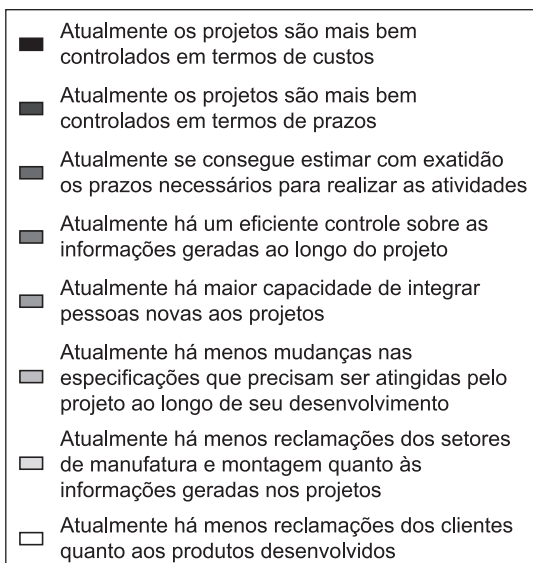 Atualmente os projetos são mais bem
controlados em termos de custos
Atualmente os projetos são mais bem
controlados em termos de prazos
Atualmente se consegue estimar com exatidão
os prazos necessários para realizar as atividades
Atualmente há um eficiente controle sobre as
informações geradas ao longo do projeto
Atualmente há maior capacidade de integrar
pessoas novas aos projetos
Atualmente há menos mudanças nas
especificações que precisam ser atingidas pelo
projeto ao longo de seu desenvolvimento
Atualmente há menos reclamações dos setores
de manufatura e montagem quanto às
informações geradas nos projetos
Atualmente há menos reclamações dos clientes
quanto aos produtos desenvolvidos